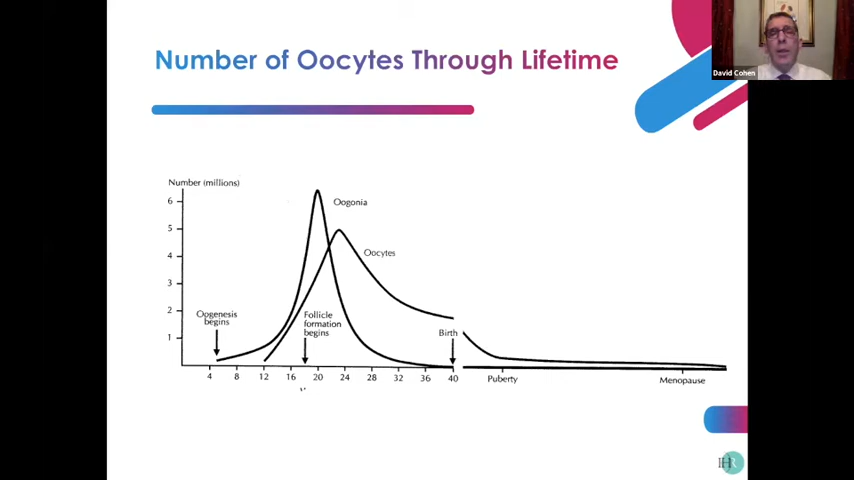 Number of Oocytes Through Lifetime
David Cohen
Number (millions)
6
5
4
3
2
1
Oogonia
Oocytes
Oogenesis
begins
Follicle
formation
begins
Birth
4 8 12 16 20 24 28 32 36 40
Puberty
Menopause
IHR